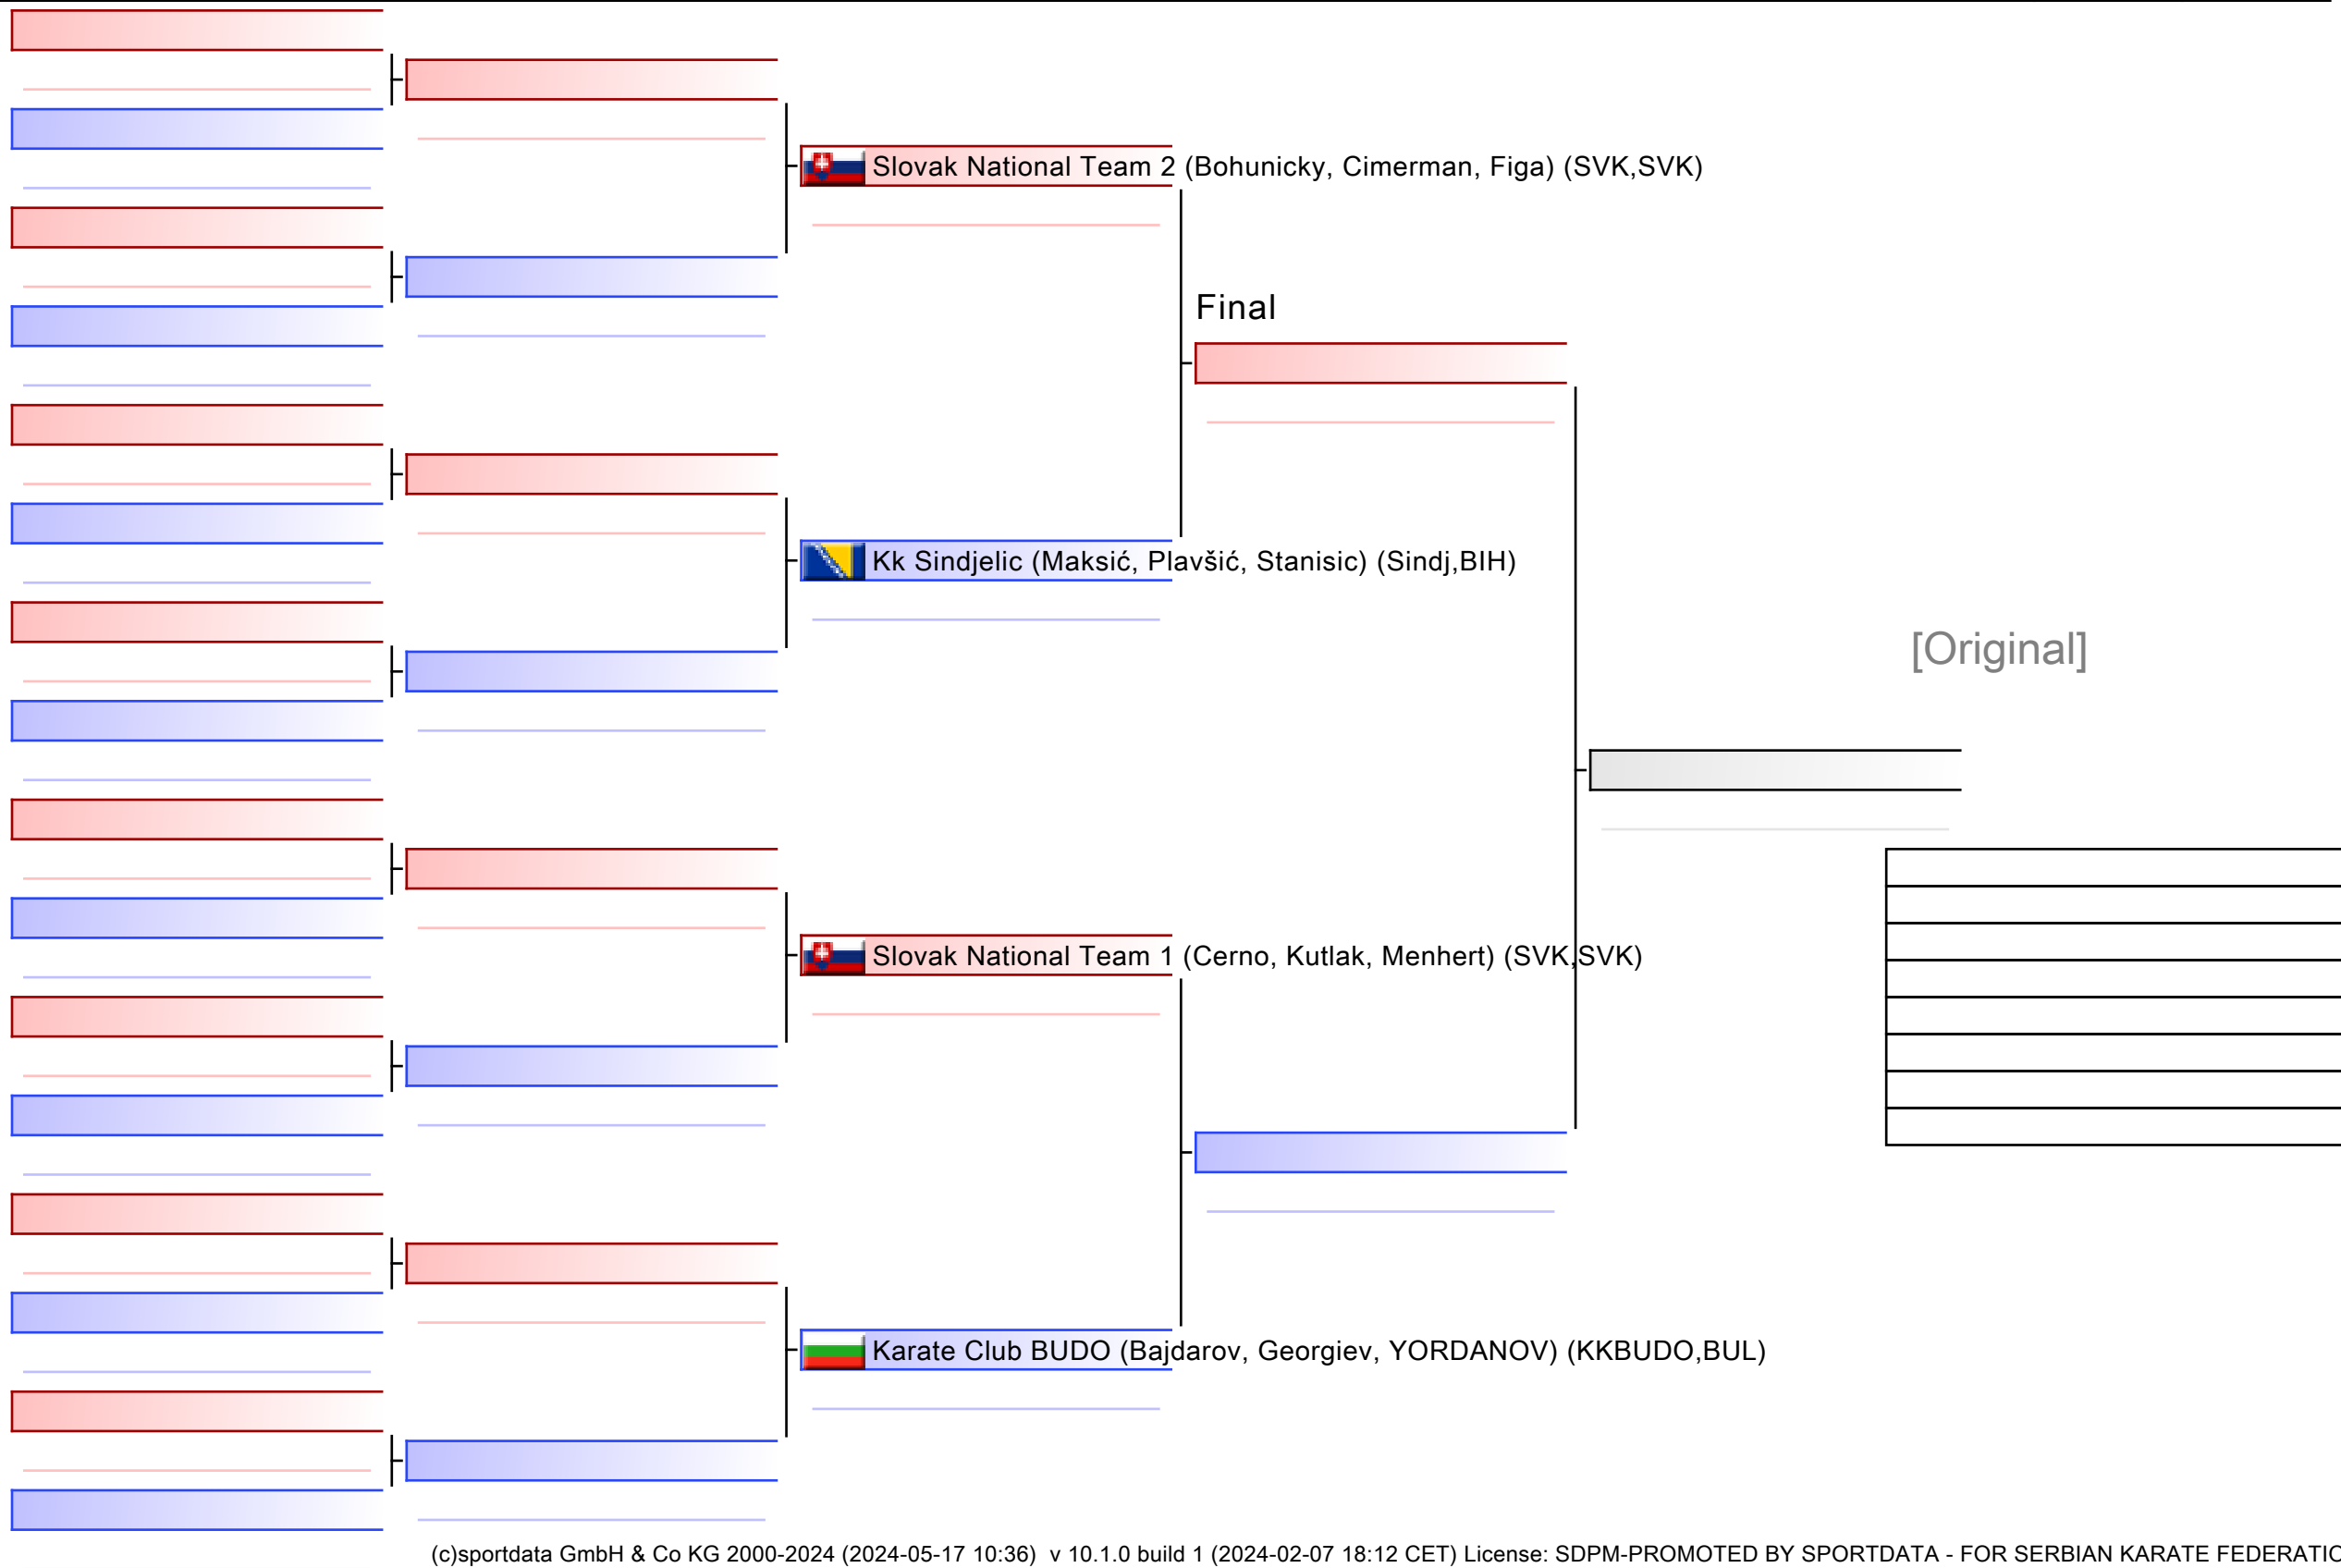 Slovak National Team 2 (Bohunicky, Cimerman, Figa) (SVK,SVK)
Final
Kk Sindjelic (Maksić, Plavšić, Stanisic) (Sindj,BIH)
[Original]
Slovak National Team 1 (Cerno, Kutlak, Menhert) (SVK,SVK)
Karate Club BUDO (Bajdarov, Georgiev, YORDANOV) (KKBUDO,BUL)
(c)sportdata GmbH & Co KG 2000-2024 (2024-05-17 10:36) v 10.1.0 build 1 (2024-02-07 18:12 CET) License: SDPM-PROMOTED BY SPORTDATA - FOR SERBIAN KARATE